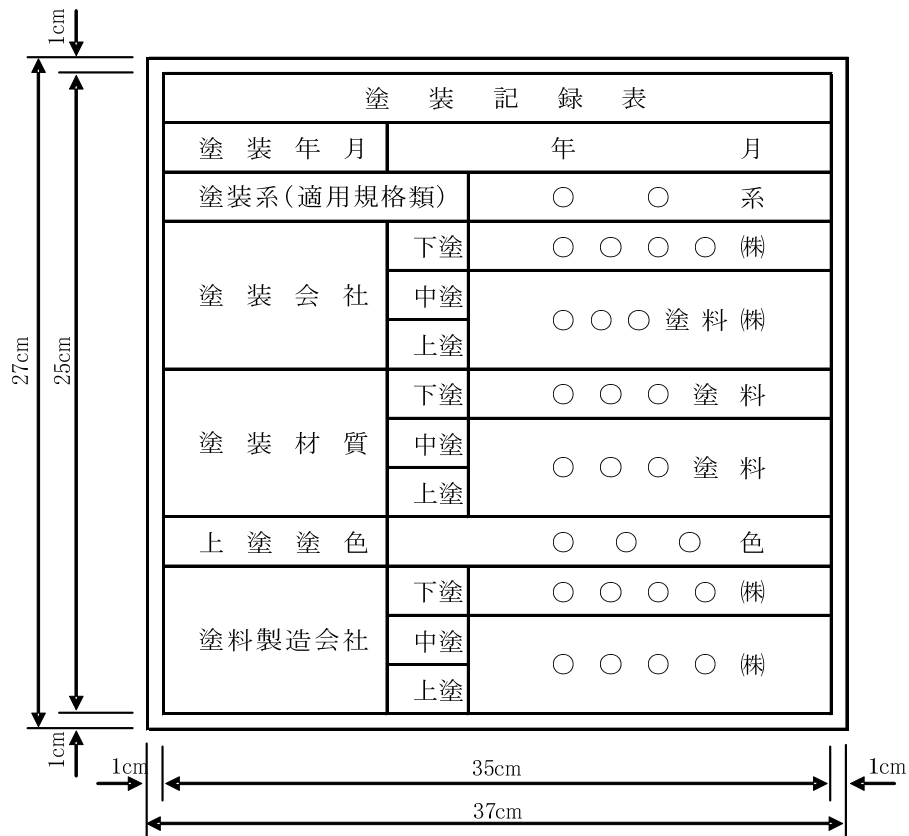 1cm
塗装記録表
塗装年月 年 月
塗装系(適用規格類) ○ ○ 系
塗装会社 下塗 ○○○○㈱
中塗 ○○○塗料㈱
上塗
塗装材質 下塗 ○○○塗料
中塗 ○○○塗料
上塗
上塗塗色 ○○○色
塗料製造会社 下塗 ○○○○㈱
中塗 ○○○○㈱
上塗
27cm
25cm
1cm
1cm 35cm 1cm
37cm